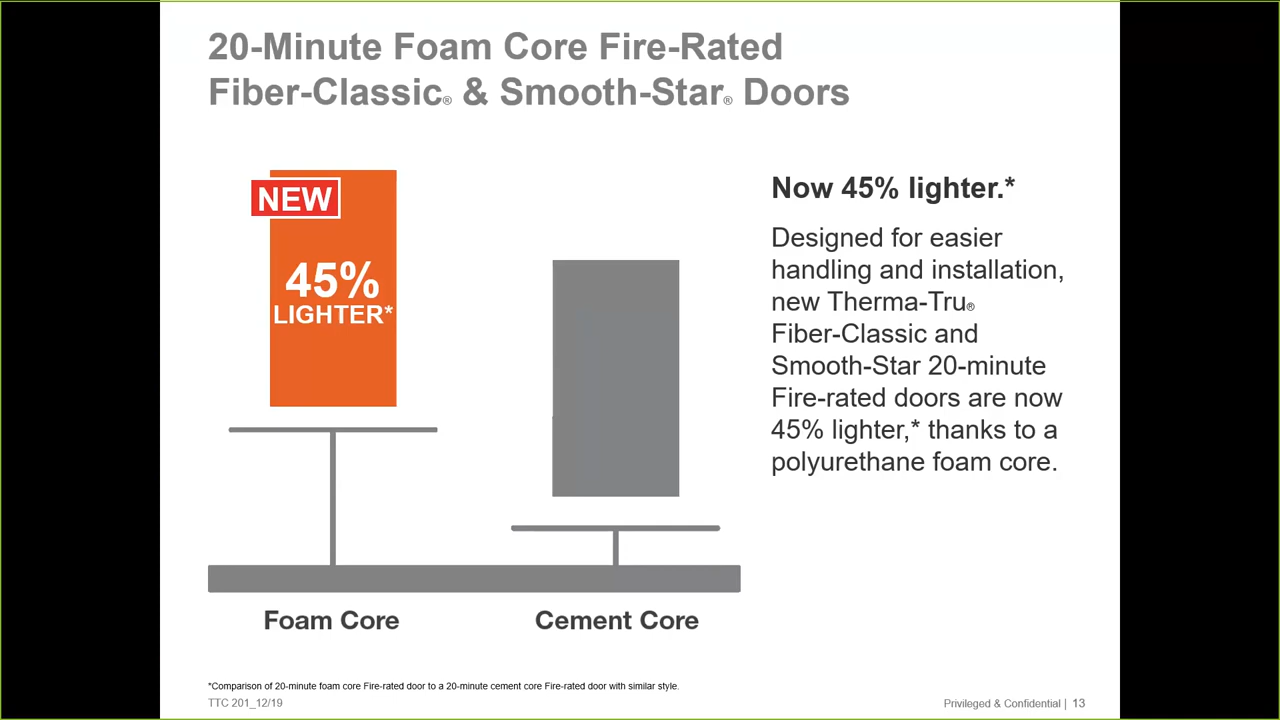 20-Minute Foam Core Fire-Rated
Fiber-Classic® & Smooth-Star® Doors
NEW
45%
LIGHTER*
Foam Core
Cement Core
Now 45% lighter.*
Designed for easier
handling and installation,
new Therma-Tru®
Fiber-Classic and
Smooth-Star 20-minute
Fire-rated doors are now
45% lighter,* thanks to a
polyurethane foam core.
*Comparison of 20-minute foam core Fire-rated door to a 20-minute cement core Fire-rated door with similar style.
TTC 201_12/19
Privileged & Confidential | 13